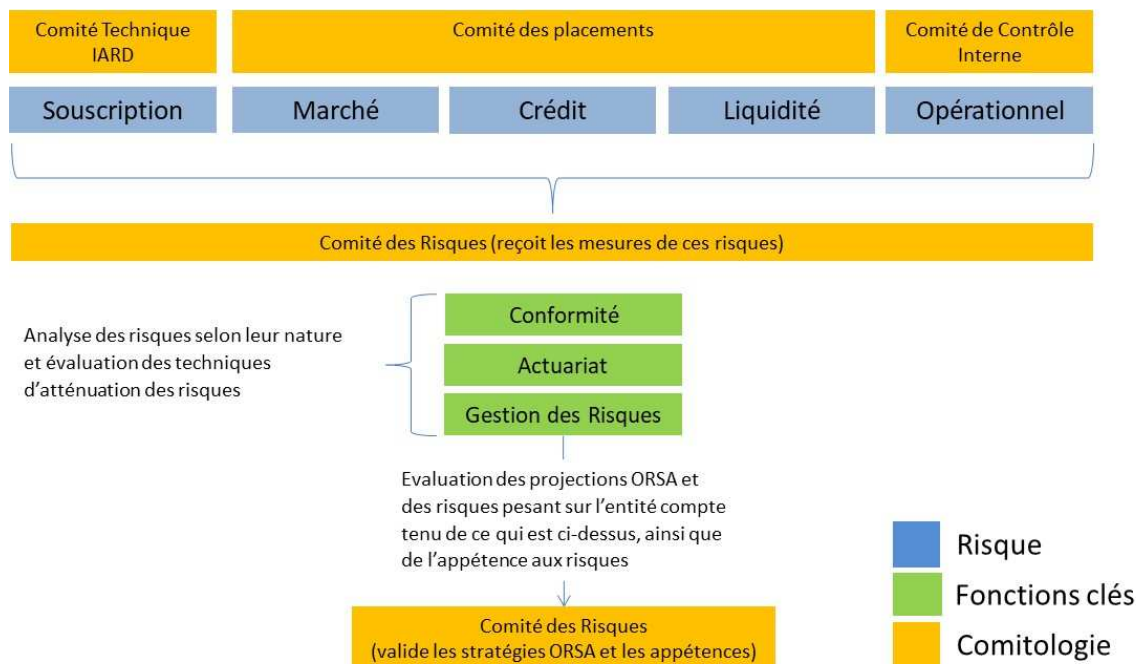 Comité Technique
IARD
Comité des placements
Comité de Contrôle
Interne
Souscription
Marché
Crédit
Liquidité
Opérationnel
Comité des Risques (reçoit les mesures de ces risques)
Analyse des risques selon leur nature
et évaluation des techniques
d’atténuation des risques
Conformité
Actuariat
Gestion des Risques
Evaluation des projections ORSA et
des risques pesant sur l’entité compte
tenu de ce qui est ci-dessus, ainsi que
de l’appétence aux risques
Comité des Risques
(valide les stratégies ORSA et les appétences)
Risque
Fonctions clés
Comitologie